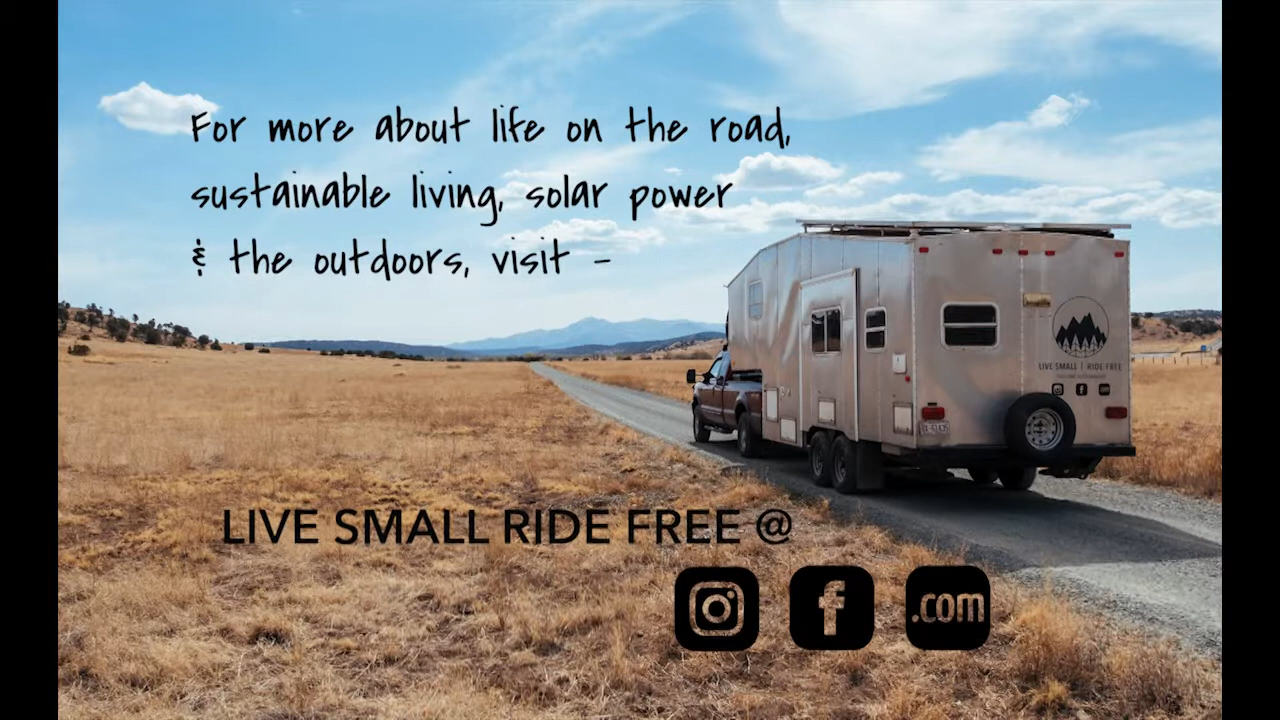 For more about life on the road,
sustainable living, solar power
& the outdoors, visit -
LIVE SMALL | RIDE FREE
.com
LIVE SMALL RIDE FREE @
.com